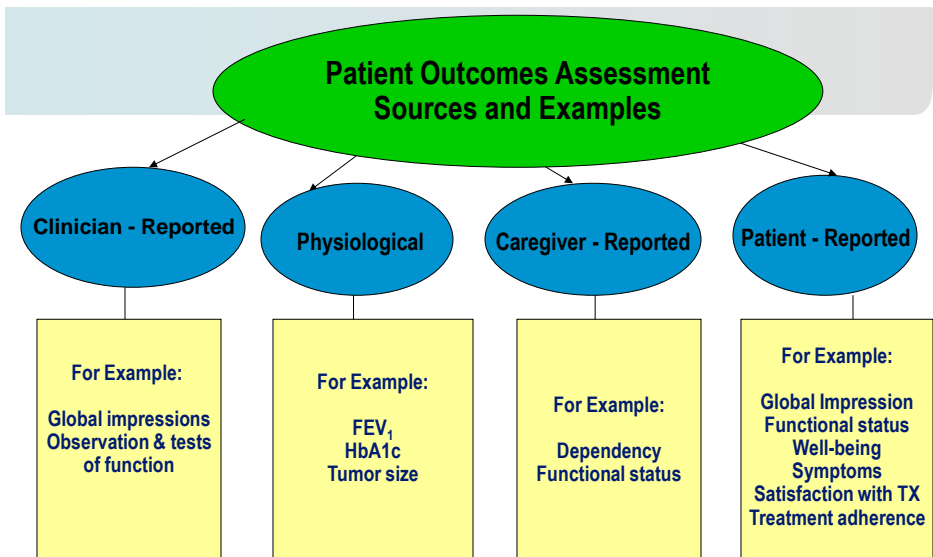 Patient Outcomes Assessment
Sources and Examples
Clinician - Reported
Physiological
Caregiver - Reported
Patient - Reported
For Example:
Global impressions
Observation & tests
of function
For Example:
FEV₁
HbA1c
Tumor size
For Example:
Dependency
Functional status
For Example:
Global Impression
Functional status
Well-being
Symptoms
Satisfaction with TX
Treatment adherence